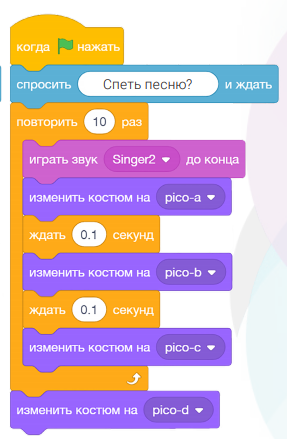 когда нажать
спросить Спеть песню? и ждать
повторить 10 раз
играть звук Singer2 до конца
изменить костюм на pico-a
ждать 0.1 секунд
изменить костюм на pico-b
ждать 0.1 секунд
изменить костюм на pico-c
изменить костюм на pico-d